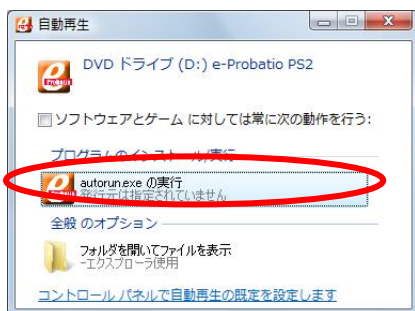 自動再生
DVD ドライブ (D:) e-Probatio PS2
ソフトウェアとゲーム に対しては常に次の動作を行う:
プログラムのインストール/実行
autorun.exe の実行
発行元は指定されていません
全般 のオプション
フォルダを開いてファイルを表示
-エクスプローラ使用
コントロール パネルで自動再生の既定を設定します